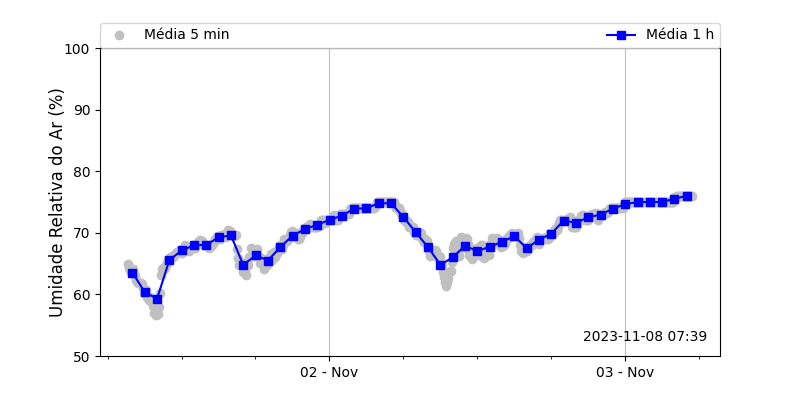 Média 5 min
Média 1 h
Umidade Relativa do Ar (%)
100
90
80
70
60
50
2023-11-08 07:39
02 - Nov
03 - Nov